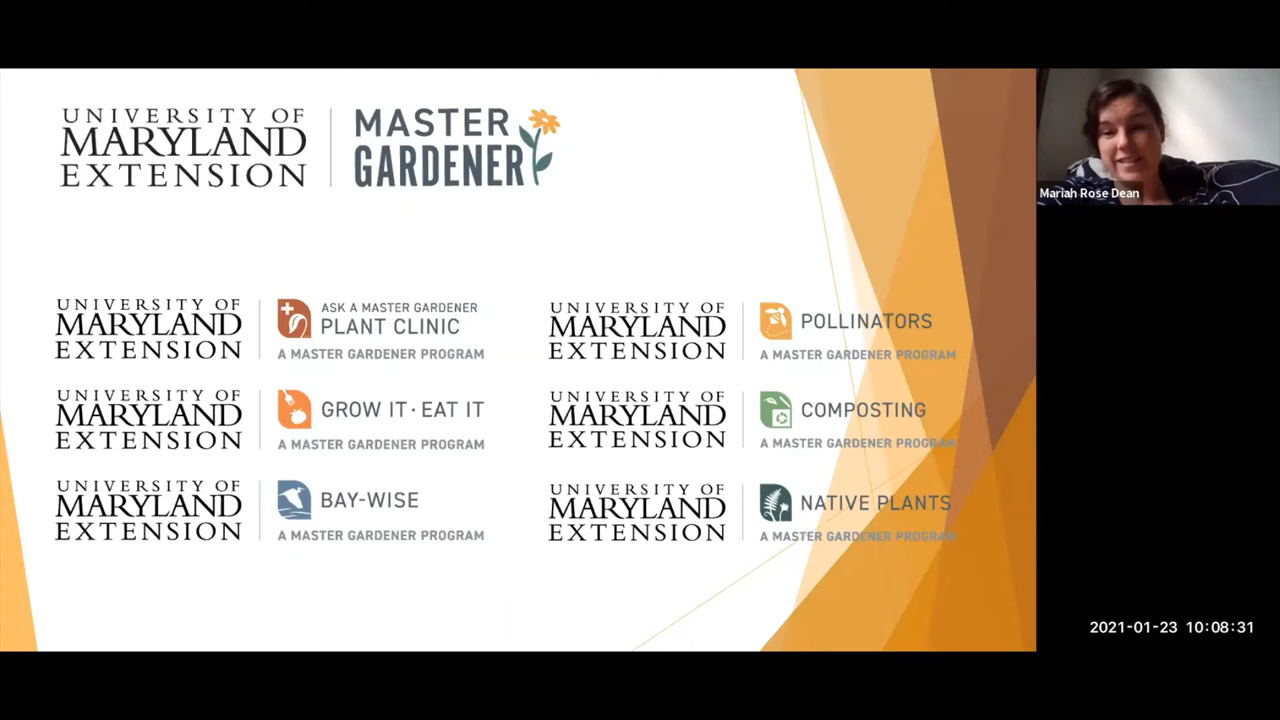 UNIVERSITY OF
MARYLAND
EXTENSION
MASTER
GARDENER
Mariah Rose Dean
UNIVERSITY OF
MARYLAND
EXTENSION
ASK A MASTER GARDENER
PLANT CLINIC
A MASTER GARDENER PROGRAM
UNIVERSITY OF
MARYLAND
EXTENSION
POLLINATORS
A MASTER GARDENER PROGRAM
UNIVERSITY OF
MARYLAND
EXTENSION
GROW IT · EAT IT
A MASTER GARDENER PROGRAM
UNIVERSITY OF
MARYLAND
EXTENSION
COMPOSTING
A MASTER GARDENER PROGRAM
UNIVERSITY OF
MARYLAND
EXTENSION
BAY-WISE
A MASTER GARDENER PROGRAM
UNIVERSITY OF
MARYLAND
EXTENSION
NATIVE PLANTS
A MASTER GARDENER PROGRAM
2021-01-23 10:08:31